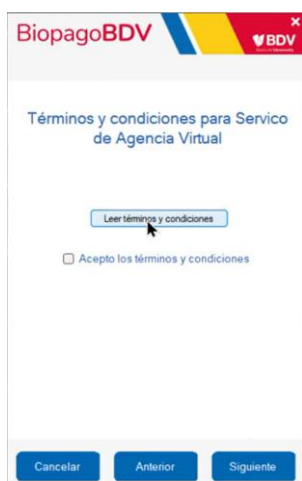 BiopagoBDV
BDV
Términos y condiciones para Servico
de Agencia Virtual
Leer términos y condiciones
Acepto los términos y condiciones
Cancelar Anterior Siguiente